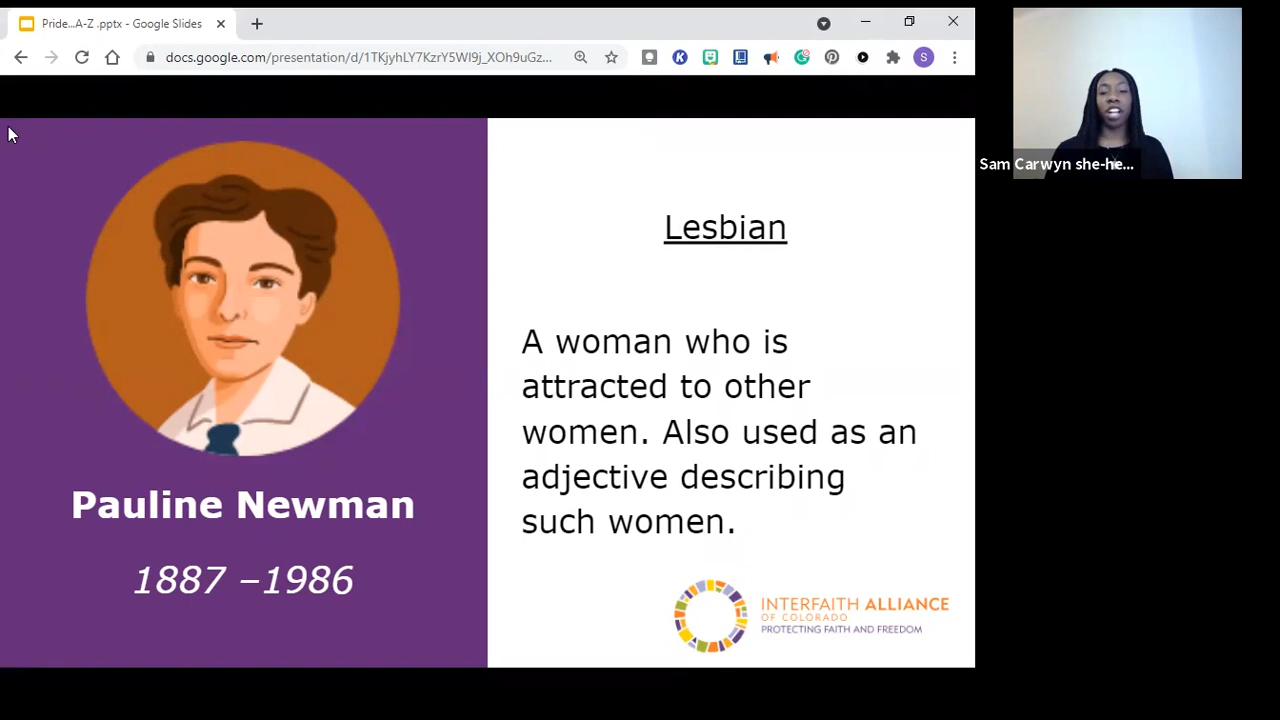 Pride...A-Z .pptx - Google Slides
docs.google.com/presentation/d/1TKjyhLY7KzrY5WI9j_XOh9uGz...
S
Sam Carwyn she-he...
Lesbian
A woman who is
attracted to other
women. Also used as an
adjective describing
such women.
Pauline Newman
1887 –1986
INTERFAITH ALLIANCE
OF COLORADO
PROTECTING FAITH AND FREEDOM